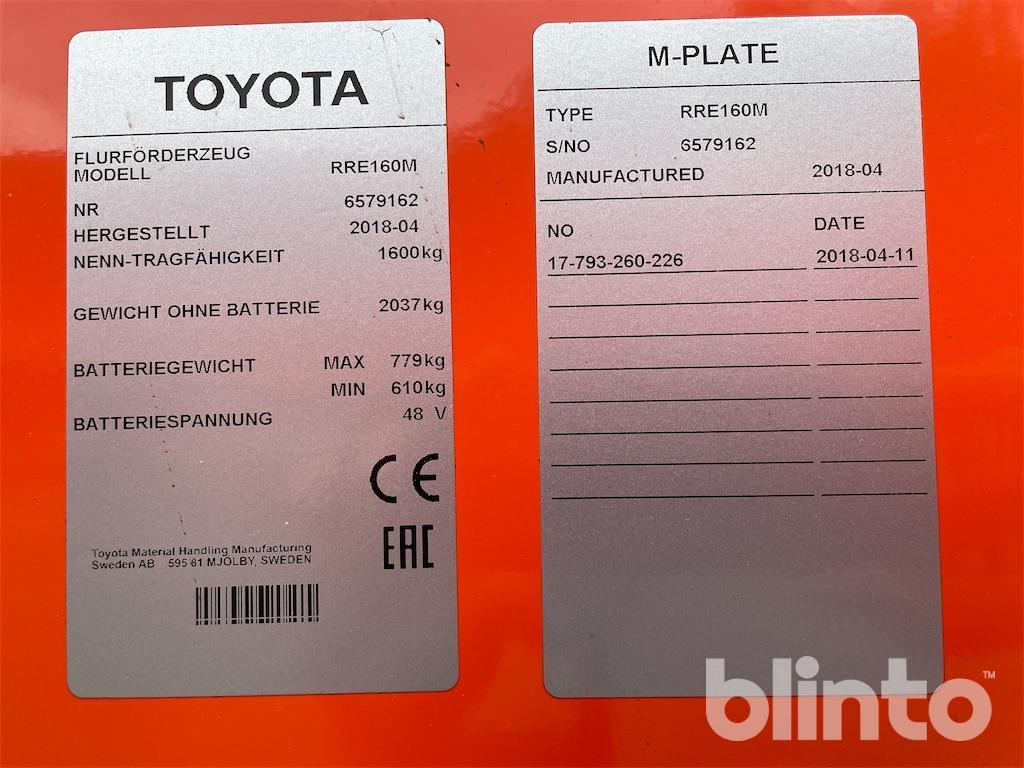 TOYOTA
FLURFÖRDERZEUG
MODELL RRE160M
NR 6579162
HERGESTELLT 2018-04
NENN-TRAGFÄHIGKEIT 1600kg
GEWICHT OHNE BATTERIE 2037kg
BATTERIEGEWICHT MAX 779kg
MIN 610kg
BATTERIESPANNUNG 48 V
CE
EAC
Toyota Material Handling Manufacturing
Sweden AB 595 81 MJÖLBY, SWEDEN
M-PLATE
TYPE RRE160M
S/NO 6579162
MANUFACTURED 2018-04
NO DATE
17-793-260-226 2018-04-11
blinto™